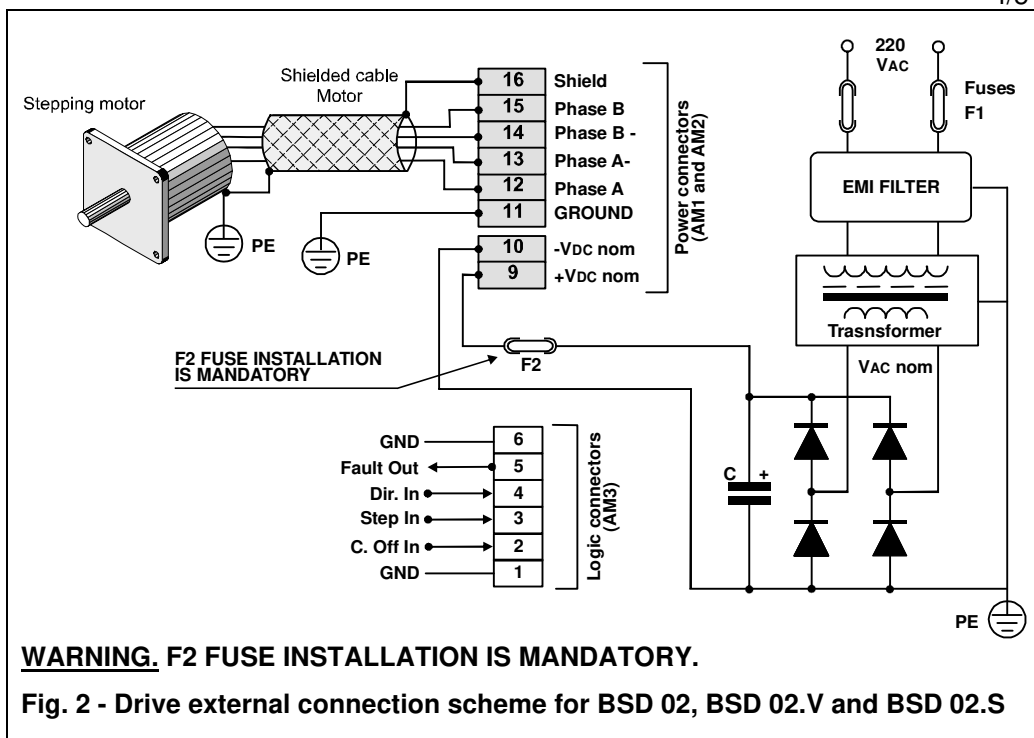 220
VAC
Fuses
F1
Shielded cable
Motor
Stepping motor
16 Shield
15 Phase B
14 Phase B -
13 Phase A-
12 Phase A
11 GROUND
10 -VDC nom
9 +VDC nom
Power connectors
(AM1 and AM2)
PE
PE
EMI FILTER
Trasnsformer
VAC nom
F2 FUSE INSTALLATION
IS MANDATORY
F2
GND 6
Fault Out 5
Dir. In 4
Step In 3
C. Off In 2
GND 1
Logic connectors
(AM3)
C +
PE
WARNING. F2 FUSE INSTALLATION IS MANDATORY.
Fig. 2 - Drive external connection scheme for BSD 02, BSD 02.V and BSD 02.S